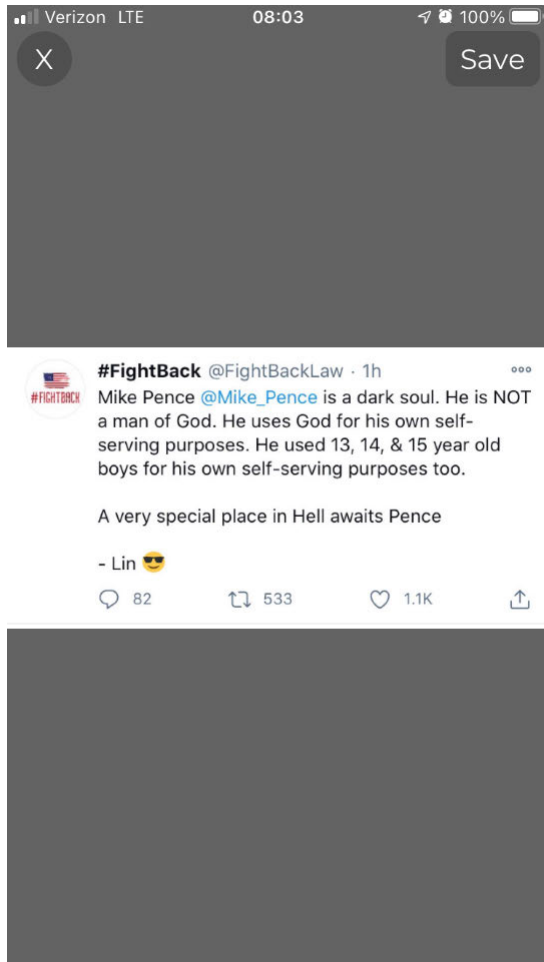 Verizon LTE 08:03 100%
X Save
#FightBack @FightBackLaw · 1h
#FIGHTBACK
Mike Pence @Mike_Pence is a dark soul. He is NOT
a man of God. He uses God for his own self-
serving purposes. He used 13, 14, & 15 year old
boys for his own self-serving purposes too.
A very special place in Hell awaits Pence
- Lin 😎
82 533 1.1K